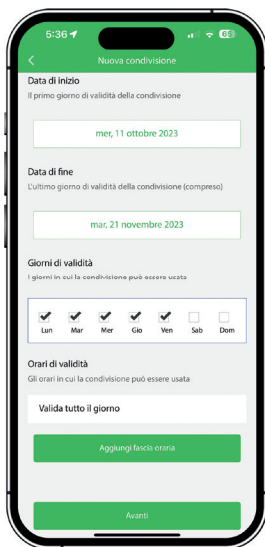 5:36
65
Nuova condivisione
Data di inizio
Il primo giorno di validità della condivisione
mer, 11 ottobre 2023
Data di fine
L'ultimo giorno di validità della condivisione (compreso)
mar, 21 novembre 2023
Giorni di validità
I giorni in cui la condivisione può essere usata
Lun Mar Mer Gio Ven Sab Dom
Orari di validità
Gli orari in cui la condivisione può essere usata
Valida tutto il giorno
Aggiungi fascia oraria
Avanti